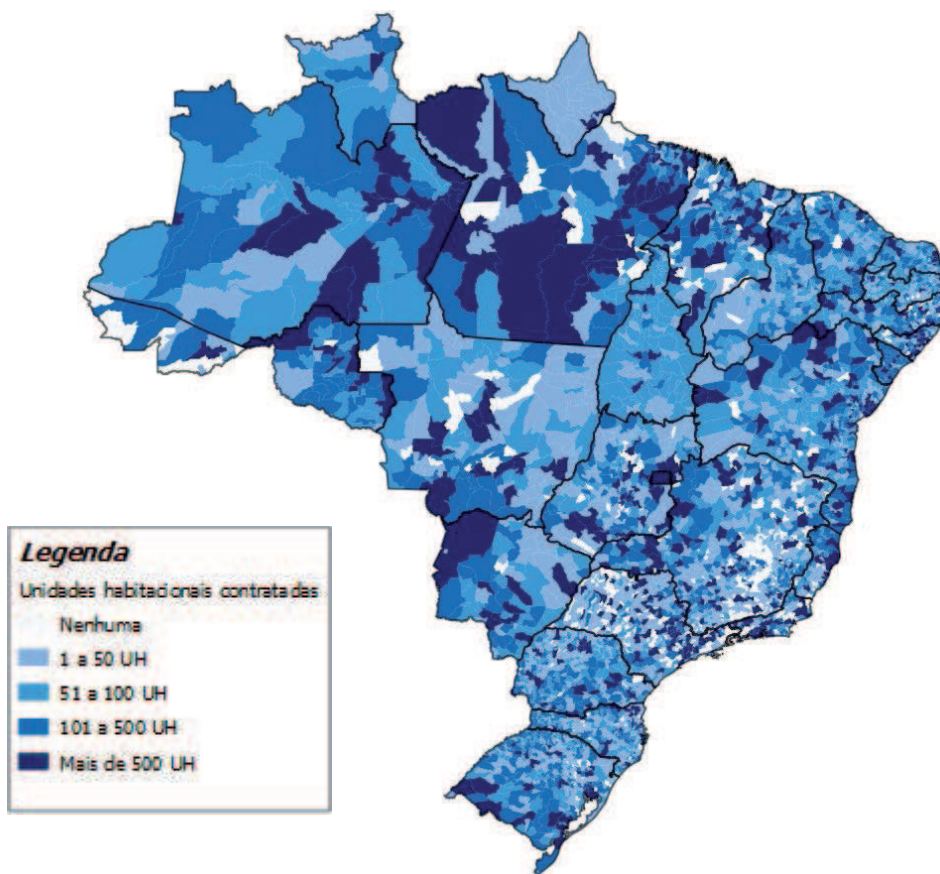 Legenda
Unidades habitacionais contratadas
Nenhuma
1 a 50 UH
51 a 100 UH
101 a 500 UH
Mais de 500 UH